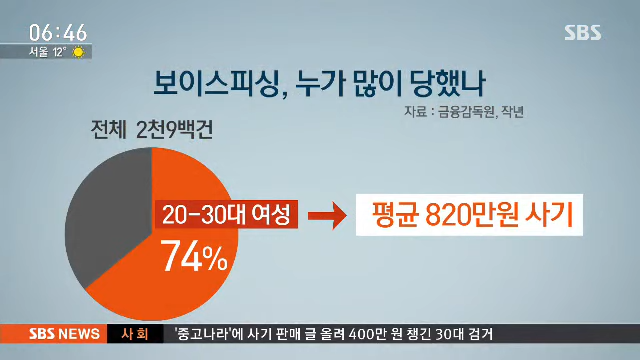 06:46
서울 12°
SBS
보이스피싱, 누가 많이 당했나
자료 : 금융감독원, 작년
전체 2천9백건
20-30대 여성
74%
평균 820만원 사기
SBS NEWS 사회 '중고나라'에 사기 판매 글 올려 400만 원 챙긴 30대 검거